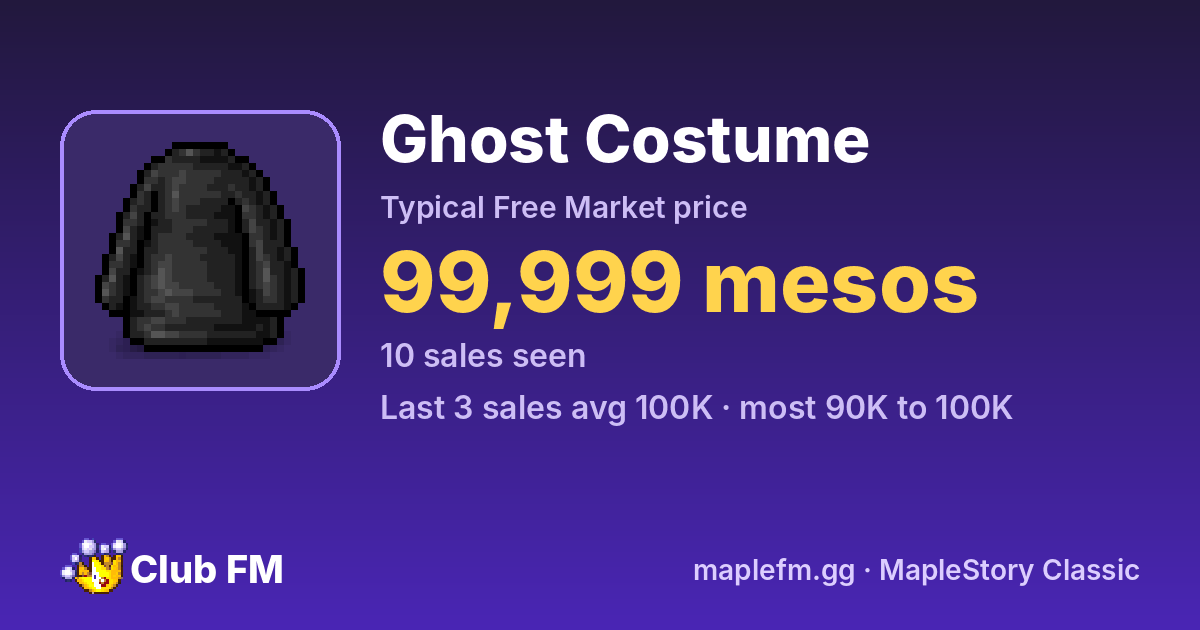 Ghost Costume
Typical Free Market price
99,999 mesos
10 sales seen
Last 3 sales avg 100K · most 90K to 100K
Club FM
maplefm.gg · MapleStory Classic